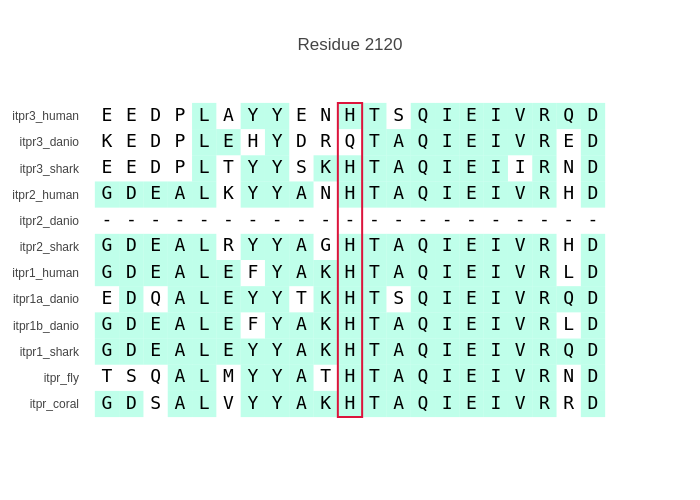 Residue 2120
itpr3_human E E D P L A Y Y E N H T S Q I E I V R Q D
itpr3_danio K E D P L E H Y D R Q T A Q I E I V R E D
itpr3_shark E E D P L T Y Y S K H T A Q I E I I R N D
itpr2_human G D E A L K Y Y A N H T A Q I E I V R H D
itpr2_danio - - - - - - - - - - - - - - - - - - - - -
itpr2_shark G D E A L R Y Y A G H T A Q I E I V R H D
itpr1_human G D E A L E F Y A K H T A Q I E I V R L D
itpr1a_danio E D Q A L E Y Y T K H T S Q I E I V R Q D
itpr1b_danio G D E A L E F Y A K H T A Q I E I V R L D
itpr1_shark G D E A L E Y Y A K H T A Q I E I V R Q D
itpr_fly T S Q A L M Y Y A T H T A Q I E I V R N D
itpr_coral G D S A L V Y Y A K H T A Q I E I V R R D